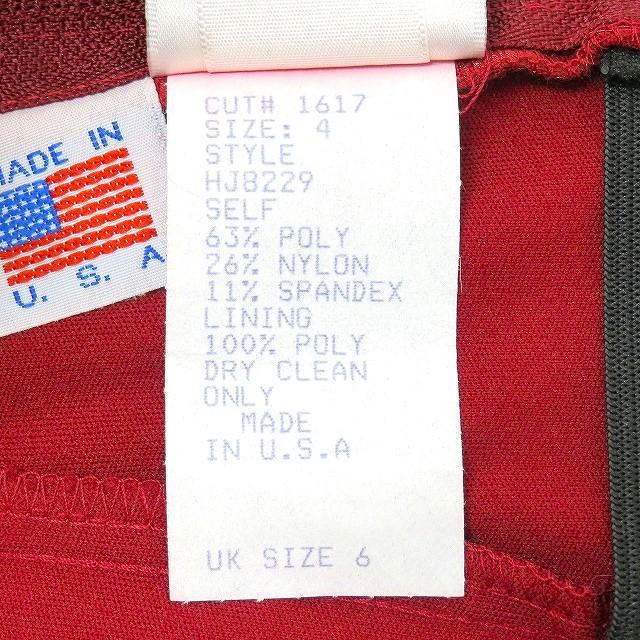 MADE IN
U. S. A
CUT# 1617
SIZE: 4
STYLE
HJ8229
SELF
63% POLY
26% NYLON
11% SPANDEX
LINING
100% POLY
DRY CLEAN
ONLY
MADE
IN U.S.A
UK SIZE 6